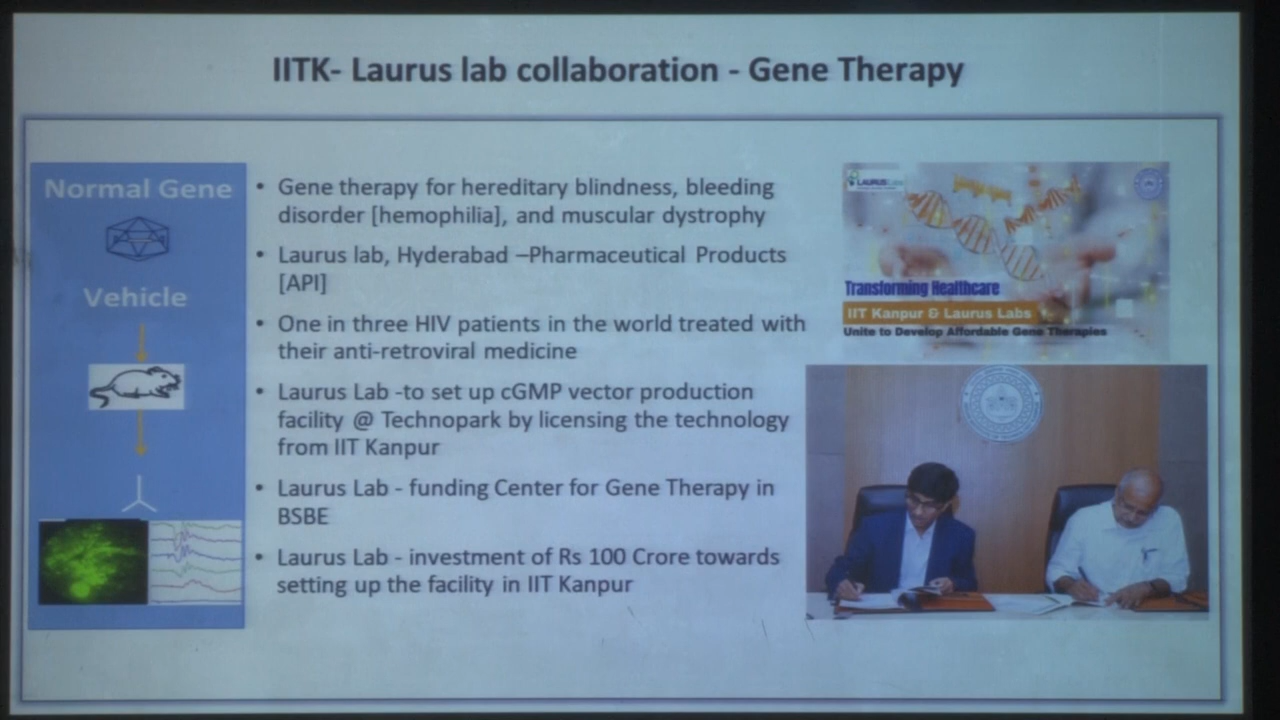 IITK- Laurus lab collaboration - Gene Therapy
Normal Gene
Vehicle
• Gene therapy for hereditary blindness, bleeding
disorder [hemophilia], and muscular dystrophy
• Laurus lab, Hyderabad –Pharmaceutical Products
[API]
• One in three HIV patients in the world treated with
their anti-retroviral medicine
• Laurus Lab -to set up cGMP vector production
facility @ Technopark by licensing the technology
from IIT Kanpur
• Laurus Lab - funding Center for Gene Therapy in
BSBE
• Laurus Lab - investment of Rs 100 Crore towards
setting up the facility in IIT Kanpur
LAURUS Labs
Transforming Healthcare
IIT Kanpur & Laurus Labs
Unite to Develop Affordable Gene Therapies